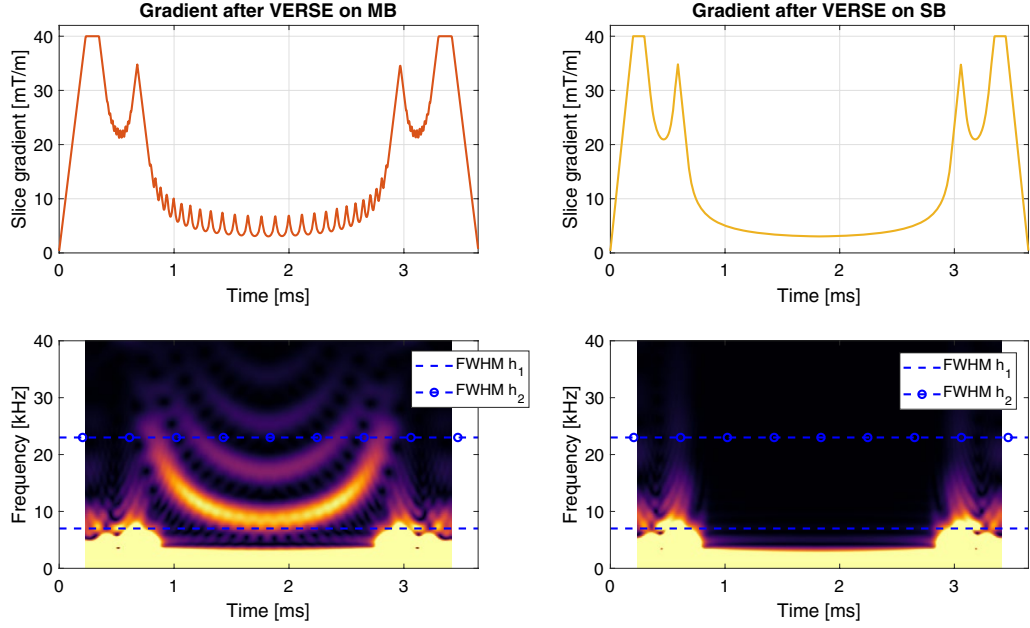 Gradient after VERSE on MB
Slice gradient [mT/m]
40
30
20
10
0
0 1 2 3
Time [ms]
Gradient after VERSE on SB
Slice gradient [mT/m]
40
30
20
10
0
0 1 2 3
Time [ms]
Frequency [kHz]
40
30
20
10
0
0 1 2 3
Time [ms]
FWHM h1
FWHM h2
Frequency [kHz]
40
30
20
10
0
0 1 2 3
Time [ms]
FWHM h1
FWHM h2